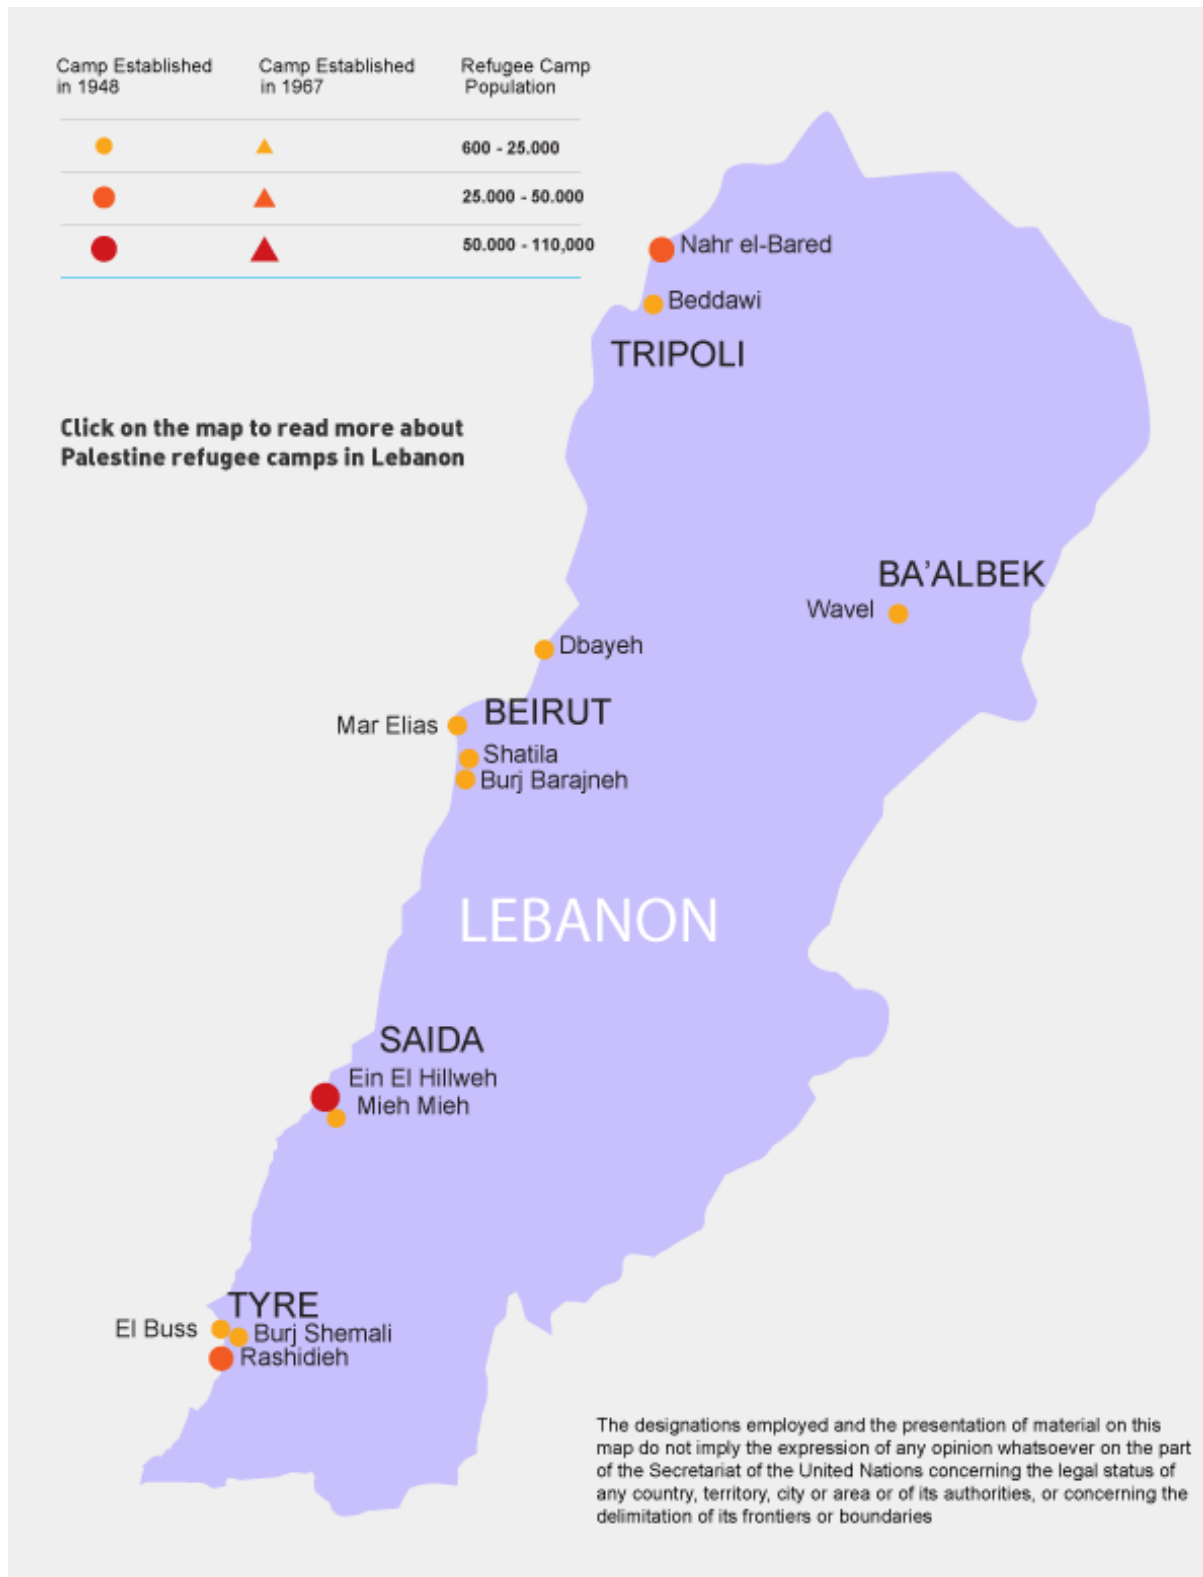 Camp Established
in 1948
Camp Established
in 1967
Refugee Camp
Population
600 - 25.000
25.000 - 50.000
50.000 - 110,000
Nahr el-Bared
Beddawi
TRIPOLI
Click on the map to read more about
Palestine refugee camps in Lebanon
BA'ALBEK
Wavel
Dbayeh
BEIRUT
Mar Elias
Shatila
Burj Barajneh
LEBANON
SAIDA
Ein El Hillweh
Mieh Mieh
TYRE
El Buss
Burj Shemali
Rashidieh
The designations employed and the presentation of material on this
map do not imply the expression of any opinion whatsoever on the part
of the Secretariat of the United Nations concerning the legal status of
any country, territory, city or area or of its authorities, or concerning the
delimitation of its frontiers or boundaries